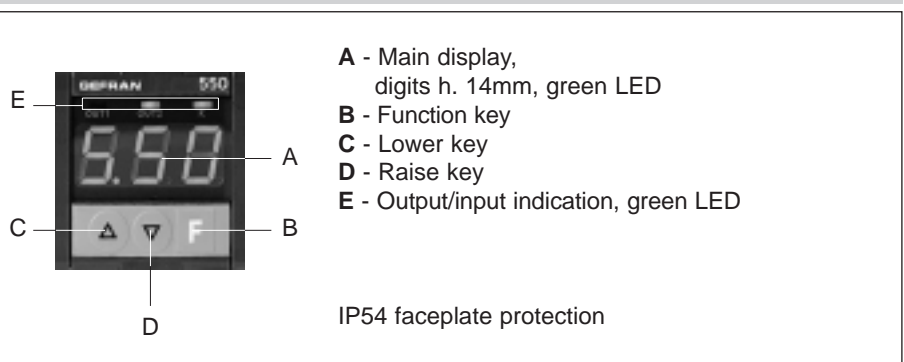 A - Main display,
digits h. 14mm, green LED
B - Function key
C - Lower key
D - Raise key
E - Output/input indication, green LED
IP54 faceplate protection
GEFRAN 550
E
OUT1 OUT2
5.50
A
C
F
B
D